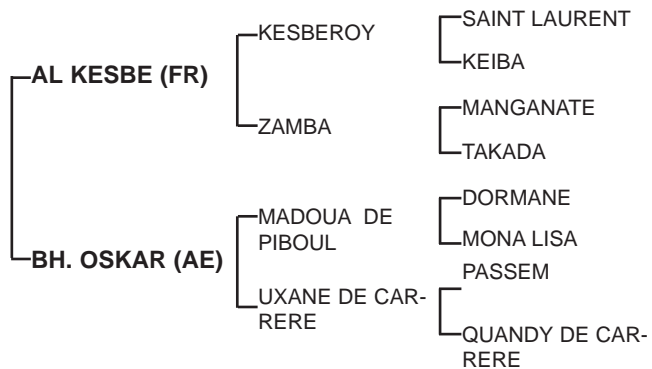 SAINT LAURENT
KESBEROY
KEIBA
AL KESBE (FR)
MANGANATE
ZAMBA
TAKADA
DORMANE
MADOUA DE
PIBOUL
MONA LISA
BH. OSKAR (AE)
PASSEM
UXANE DE CAR-
RERE
QUANDY DE CAR-
RERE